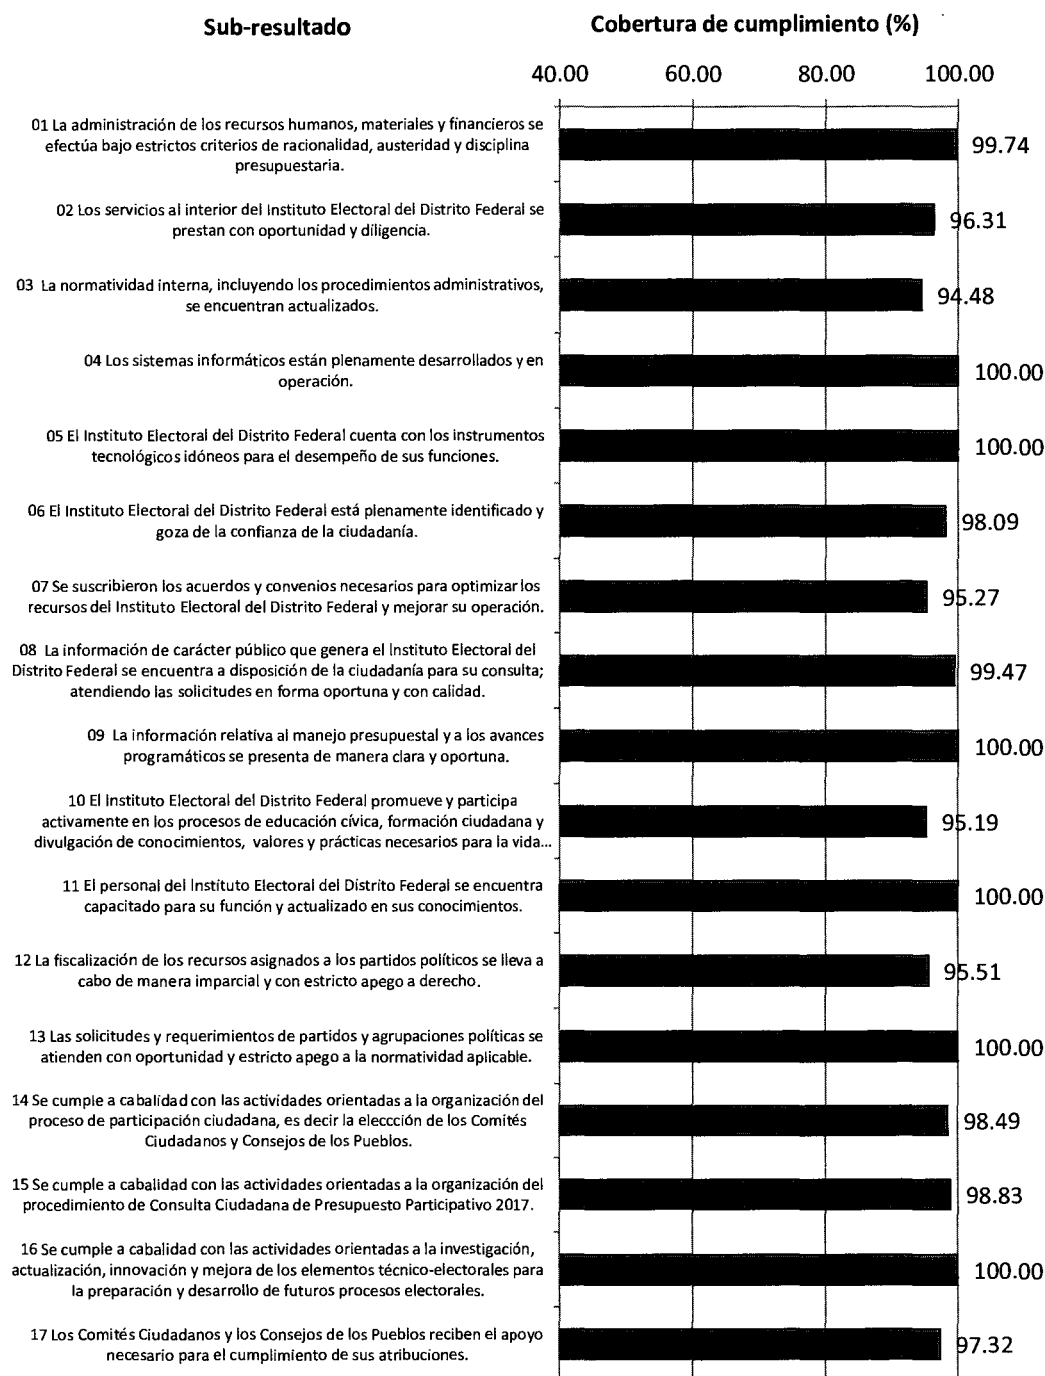 Sub-resultado
Cobertura de cumplimiento (%)
40.00 60.00 80.00 100.00
01 La administración de los recursos humanos, materiales y financieros se
efectúa bajo estrictos criterios de racionalidad, austeridad y disciplina
presupuestaria.
99.74
02 Los servicios al interior del Instituto Electoral del Distrito Federal se
prestan con oportunidad y diligencia.
96.31
03 La normatividad interna, incluyendo los procedimientos administrativos,
se encuentran actualizados.
94.48
04 Los sistemas informáticos están plenamente desarrollados y en
operación.
100.00
05 El Instituto Electoral del Distrito Federal cuenta con los instrumentos
tecnológicos idóneos para el desempeño de sus funciones.
100.00
06 El Instituto Electoral del Distrito Federal está plenamente identificado y
goza de la confianza de la ciudadanía.
98.09
07 Se suscribieron los acuerdos y convenios necesarios para optimizar los
recursos del Instituto Electoral del Distrito Federal y mejorar su operación.
95.27
08 La información de carácter público que genera el Instituto Electoral del
Distrito Federal se encuentra a disposición de la ciudadanía para su consulta;
atendiendo las solicitudes en forma oportuna y con calidad.
99.47
09 La información relativa al manejo presupuestal y a los avances
programáticos se presenta de manera clara y oportuna.
100.00
10 El Instituto Electoral del Distrito Federal promueve y participa
activamente en los procesos de educación cívica, formación ciudadana y
divulgación de conocimientos, valores y prácticas necesarios para la vida...
95.19
11 El personal del Instituto Electoral del Distrito Federal se encuentra
capacitado para su función y actualizado en sus conocimientos.
100.00
12 La fiscalización de los recursos asignados a los partidos políticos se lleva a
cabo de manera imparcial y con estricto apego a derecho.
95.51
13 Las solicitudes y requerimientos de partidos y agrupaciones políticas se
atienden con oportunidad y estricto apego a la normatividad aplicable.
100.00
14 Se cumple a cabalidad con las actividades orientadas a la organización del
proceso de participación ciudadana, es decir la eleccción de los Comités
Ciudadanos y Consejos de los Pueblos.
98.49
15 Se cumple a cabalidad con las actividades orientadas a la organización del
procedimiento de Consulta Ciudadana de Presupuesto Participativo 2017.
98.83
16 Se cumple a cabalidad con las actividades orientadas a la investigación,
actualización, innovación y mejora de los elementos técnico-electorales para
la preparación y desarrollo de futuros procesos electorales.
100.00
17 Los Comités Ciudadanos y los Consejos de los Pueblos reciben el apoyo
necesario para el cumplimiento de sus atribuciones.
97.32